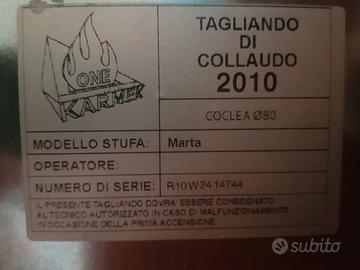 ONE
KARMEK
TAGLIANDO
DI
COLLAUDO
2010
COCLEA Ø80
MODELLO STUFA: Marta
OPERATORE:
NUMERO DI SERIE: R10W2414744
IL PRESENTE TAGLIANDO DOVRA' ESSERE CONSEGNATO
AL TECNICO AUTORIZZATO IN CASO DI MALFUNZIONAMENTO
IN OCCASIONE DELLA PRIMA ACCENSIONE
subito